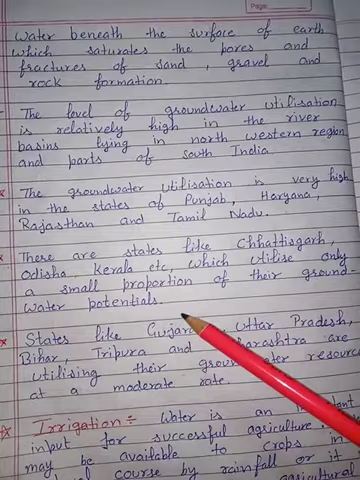 Page:
Water beneath the surface of earth
which saturates the pores and
fractures of sand, gravel and
rock formation.
The level of groundwater utilisation
is relatively high in the river
basins lying in north western region
and parts of South India.
The groundwater utilisation is very high
in the states of Punjab, Haryana,
Rajasthan and Tamil Nadu.
There are states like Chhattisgarh,
Odisha, Kerala etc, which utilise only
a small proportion of their ground-
water potentials.
States like Uttar Pradesh,
Bihar, Tripura and are
utilising their
at a moderate rate.
Irrigation ÷ Water is an
input for successful agriculture
may be available to crops in
course by rainfall or it
agricultural